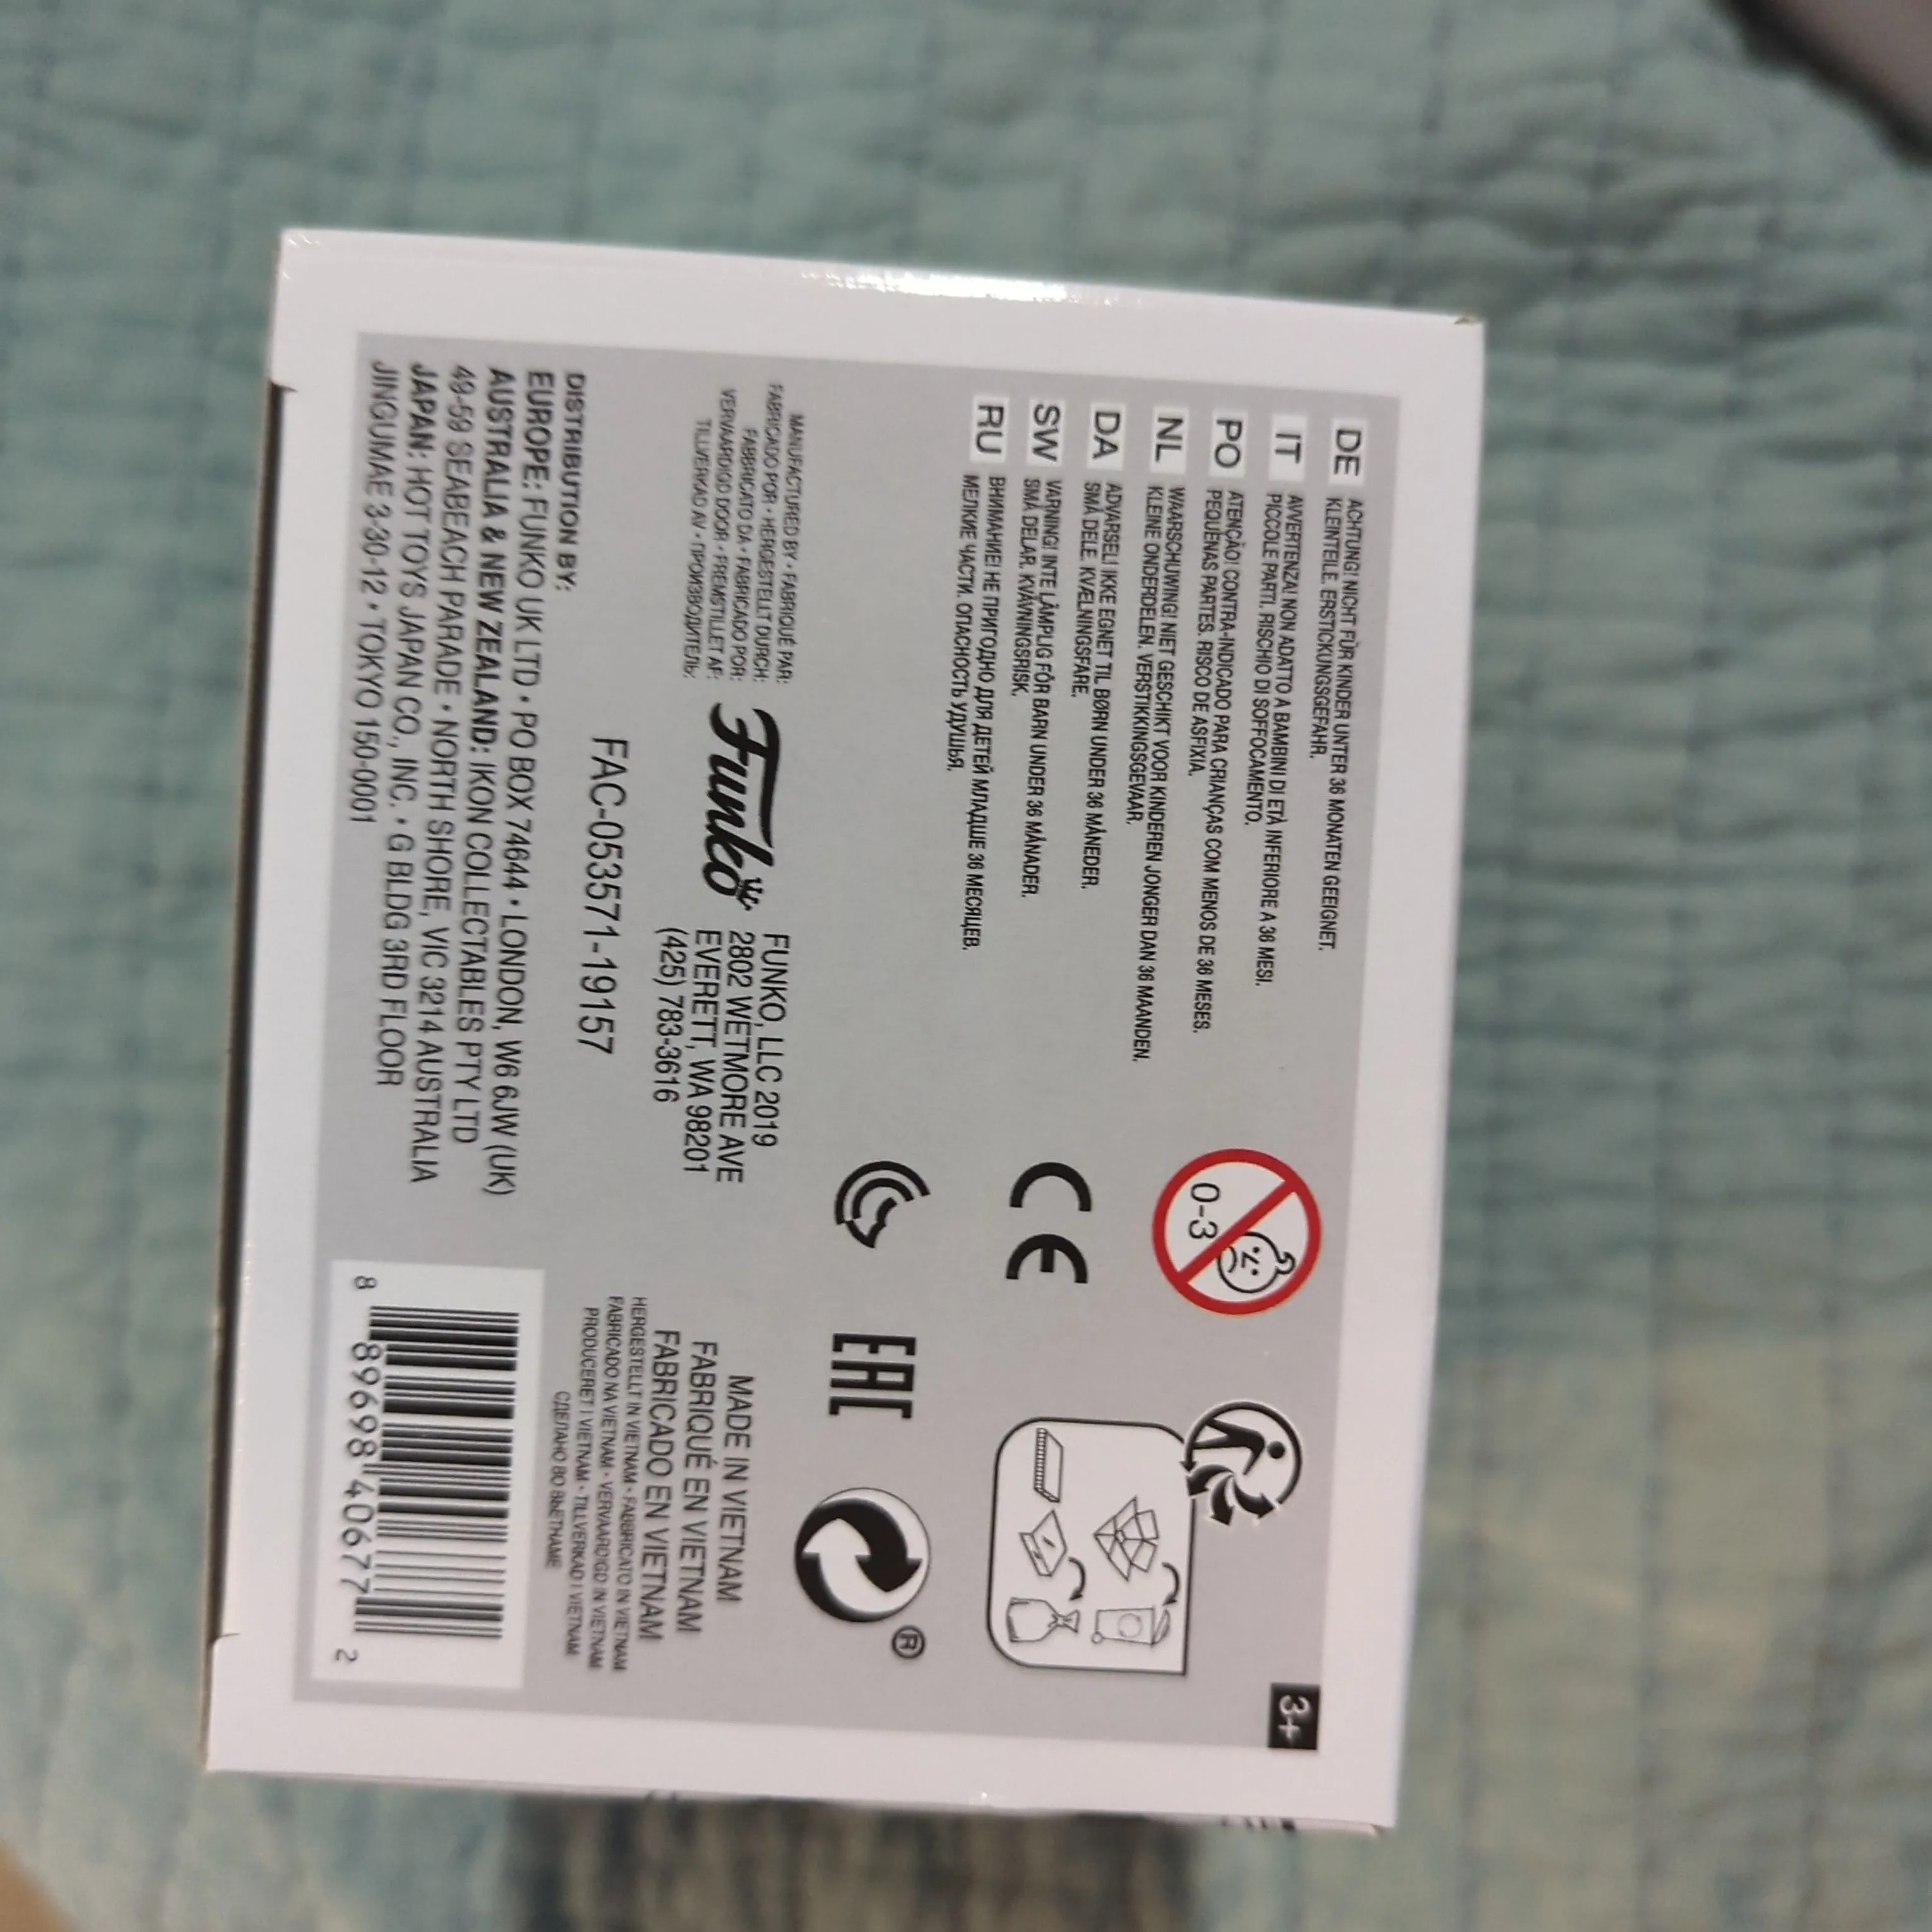 3+
DE ACHTUNG! NICHT FÜR KINDER UNTER 36 MONATEN GEEIGNET.
KLEINTEILE. ERSTICKUNGSGEFAHR.
IT AVVERTENZA! NON ADATTO A BAMBINI DI ETÀ INFERIORE A 36 MESI.
PICCOLE PARTI. RISCHIO DI SOFFOCAMENTO.
PO ATENÇÃO! CONTRA-INDICADO PARA CRIANÇAS COM MENOS DE 36 MESES.
PEQUENAS PARTES. RISCO DE ASFIXIA.
NL WAARSCHUWING! NIET GESCHIKT VOOR KINDEREN JONGER DAN 36 MAANDEN.
KLEINE ONDERDELEN. VERSTIKKINGSGEVAAR.
DA ADVARSEL! IKKE EGNET TIL BØRN UNDER 36 MÅNEDER.
SMÅ DELE. KVÆLNINGSFARE.
SW VARNING! INTE LÄMPLIG FÖR BARN UNDER 36 MÅNADER.
SMÅ DELAR. KVÄVNINGSRISK.
RU ВНИМАНИЕ! НЕ ПРИГОДНО ДЛЯ ДЕТЕЙ МЛАДШЕ 36 МЕСЯЦЕВ.
МЕЛКИЕ ЧАСТИ. ОПАСНОСТЬ УДУШЬЯ.
0-3
CE
EAC
®
MANUFACTURED BY • FABRIQUÉ PAR:
FABRICADO POR • HERGESTELLT DURCH:
FABBRICATO DA • FABRICADO POR:
VERVAARDIGD DOOR • FREMSTILLET AF:
TILLVERKAD AV • ПРОИЗВОДИТЕЛЬ:
Funko
FUNKO, LLC 2019
2802 WETMORE AVE
EVERETT, WA 98201
(425) 783-3616
FAC-053571-19157
MADE IN VIETNAM
FABRIQUÉ EN VIETNAM
FABRICADO EN VIETNAM
HERGESTELLT IN VIETNAM • FABBRICATO IN VIETNAM
FABRICADO NA VIETNAM • VERVAARDIGD IN VIETNAM
PRODUCERET I VIETNAM • TILLVERKAD I VIETNAM
СДЕЛАНО ВО ВЬЕТНАМЕ
DISTRIBUTION BY:
EUROPE: FUNKO UK LTD • PO BOX 74644 • LONDON, W6 6JW (UK)
AUSTRALIA & NEW ZEALAND: IKON COLLECTABLES PTY LTD
49-59 SEABEACH PARADE • NORTH SHORE, VIC 3214 AUSTRALIA
JAPAN: HOT TOYS JAPAN CO., INC. • G BLDG 3RD FLOOR
JINGUMAE 3-30-12 • TOKYO 150-0001
8 89698 40677 2